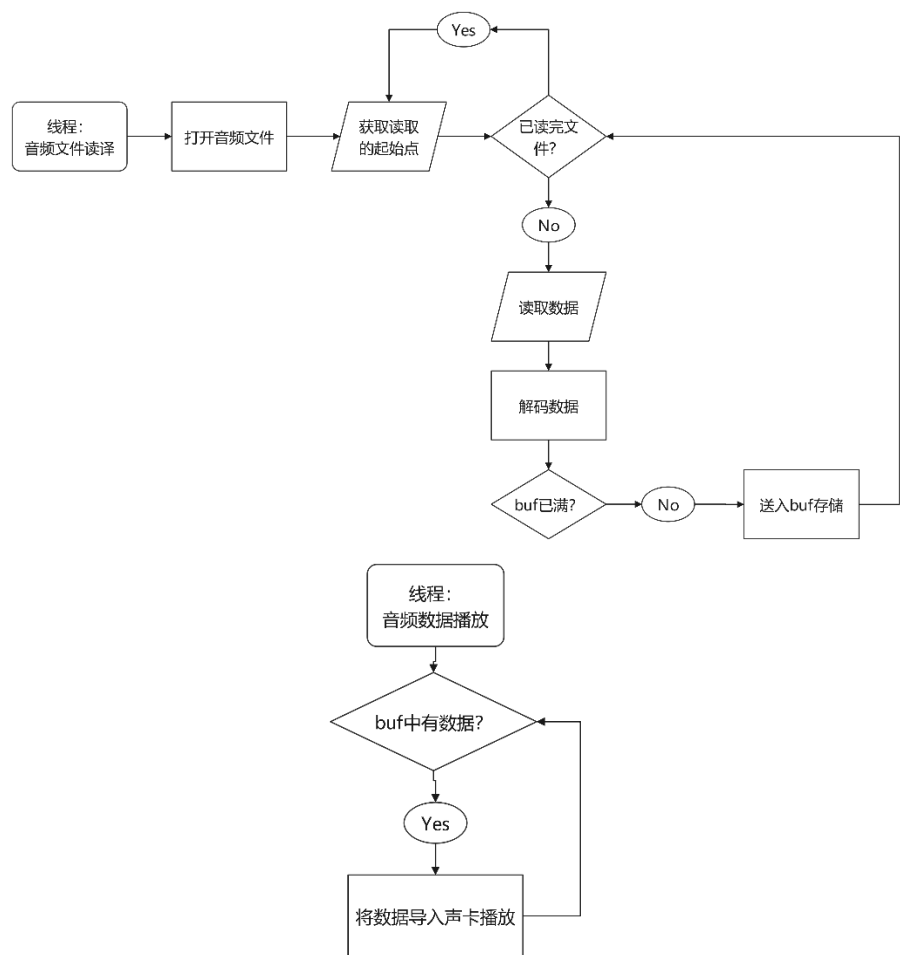 Yes
线程：
音频文件读译
打开音频文件
获取读取
的起始点
已读完文
件？
No
读取数据
解码数据
buf已满？
No
送入buf存储
线程：
音频数据播放
buf中有数据？
Yes
将数据导入声卡播放